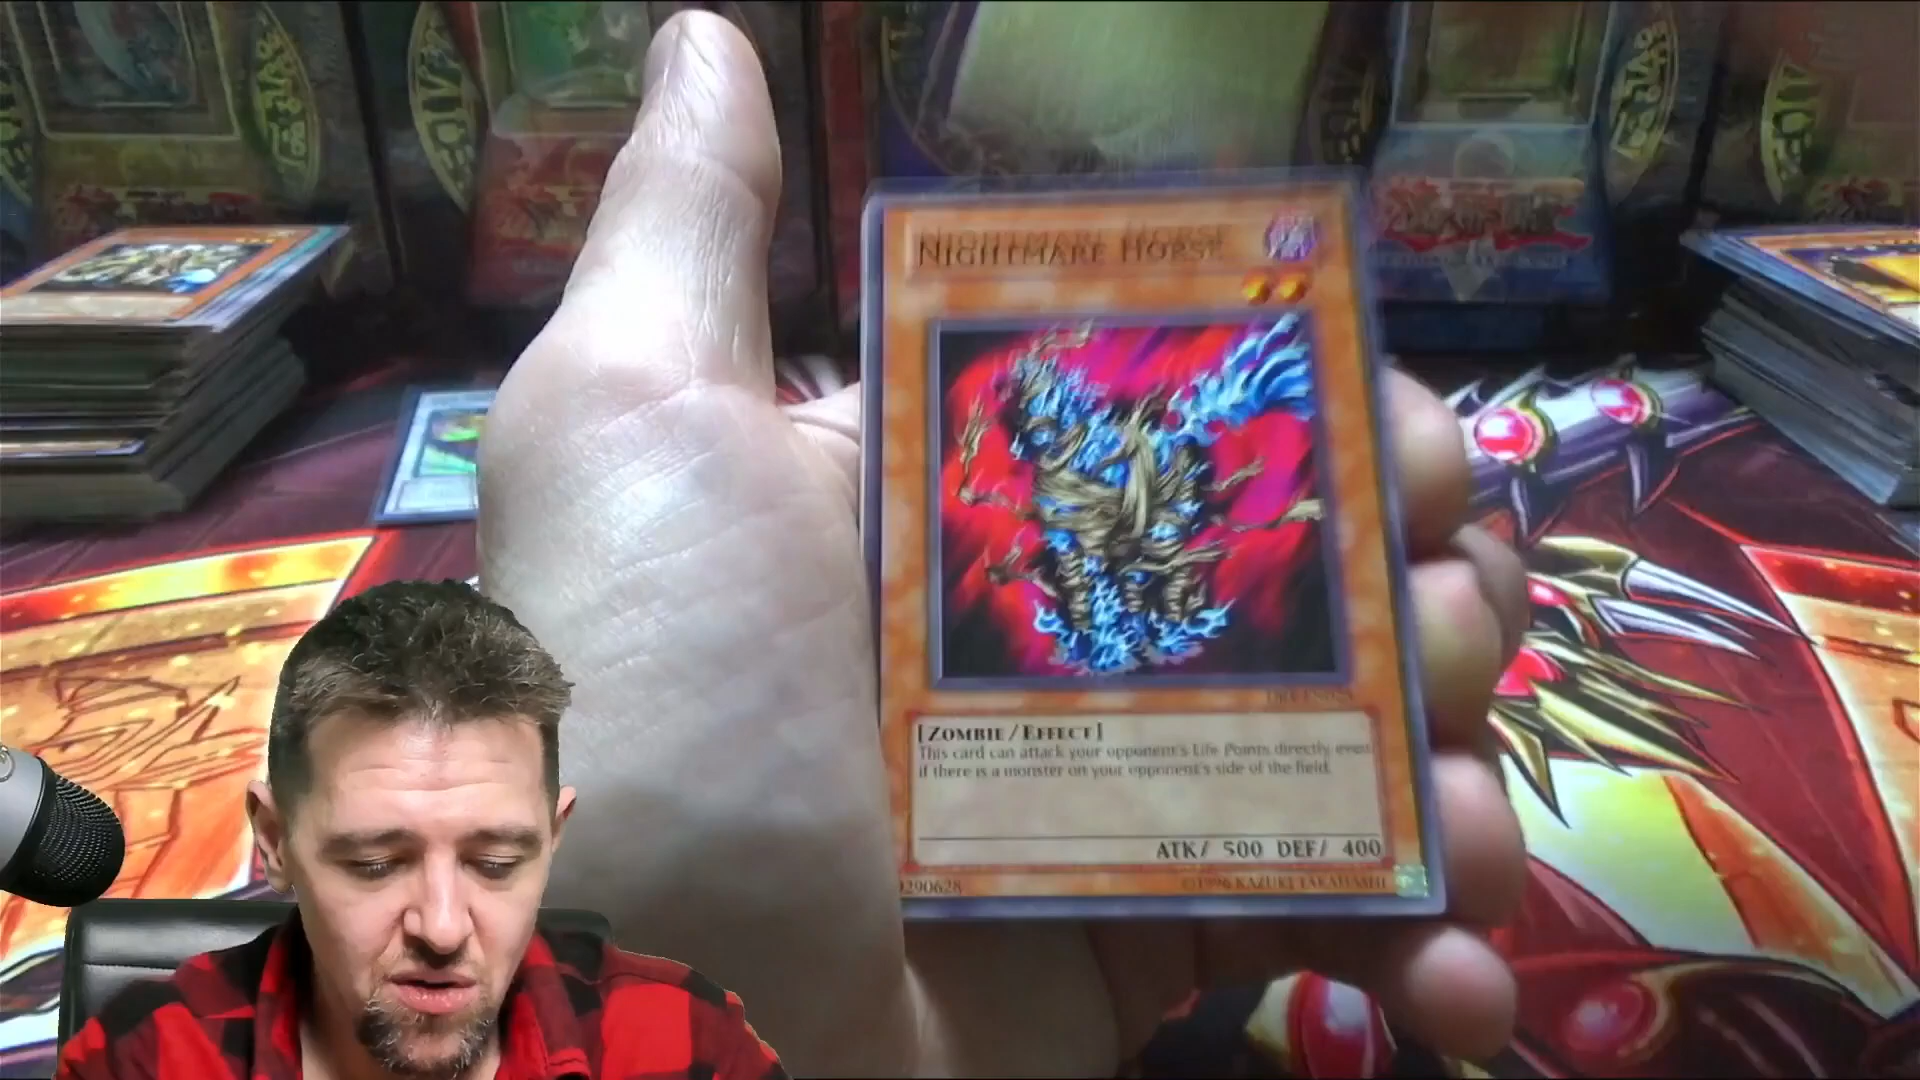 NIGHTMARE HORSE
[ZOMBIE/EFFECT]
This card can attack your opponent's Life Points directly even
if there is a monster on your opponent's side of the field.
ATK/ 500 DEF/ 400
290628 ©1996 KAZUKI TAKAHASHI